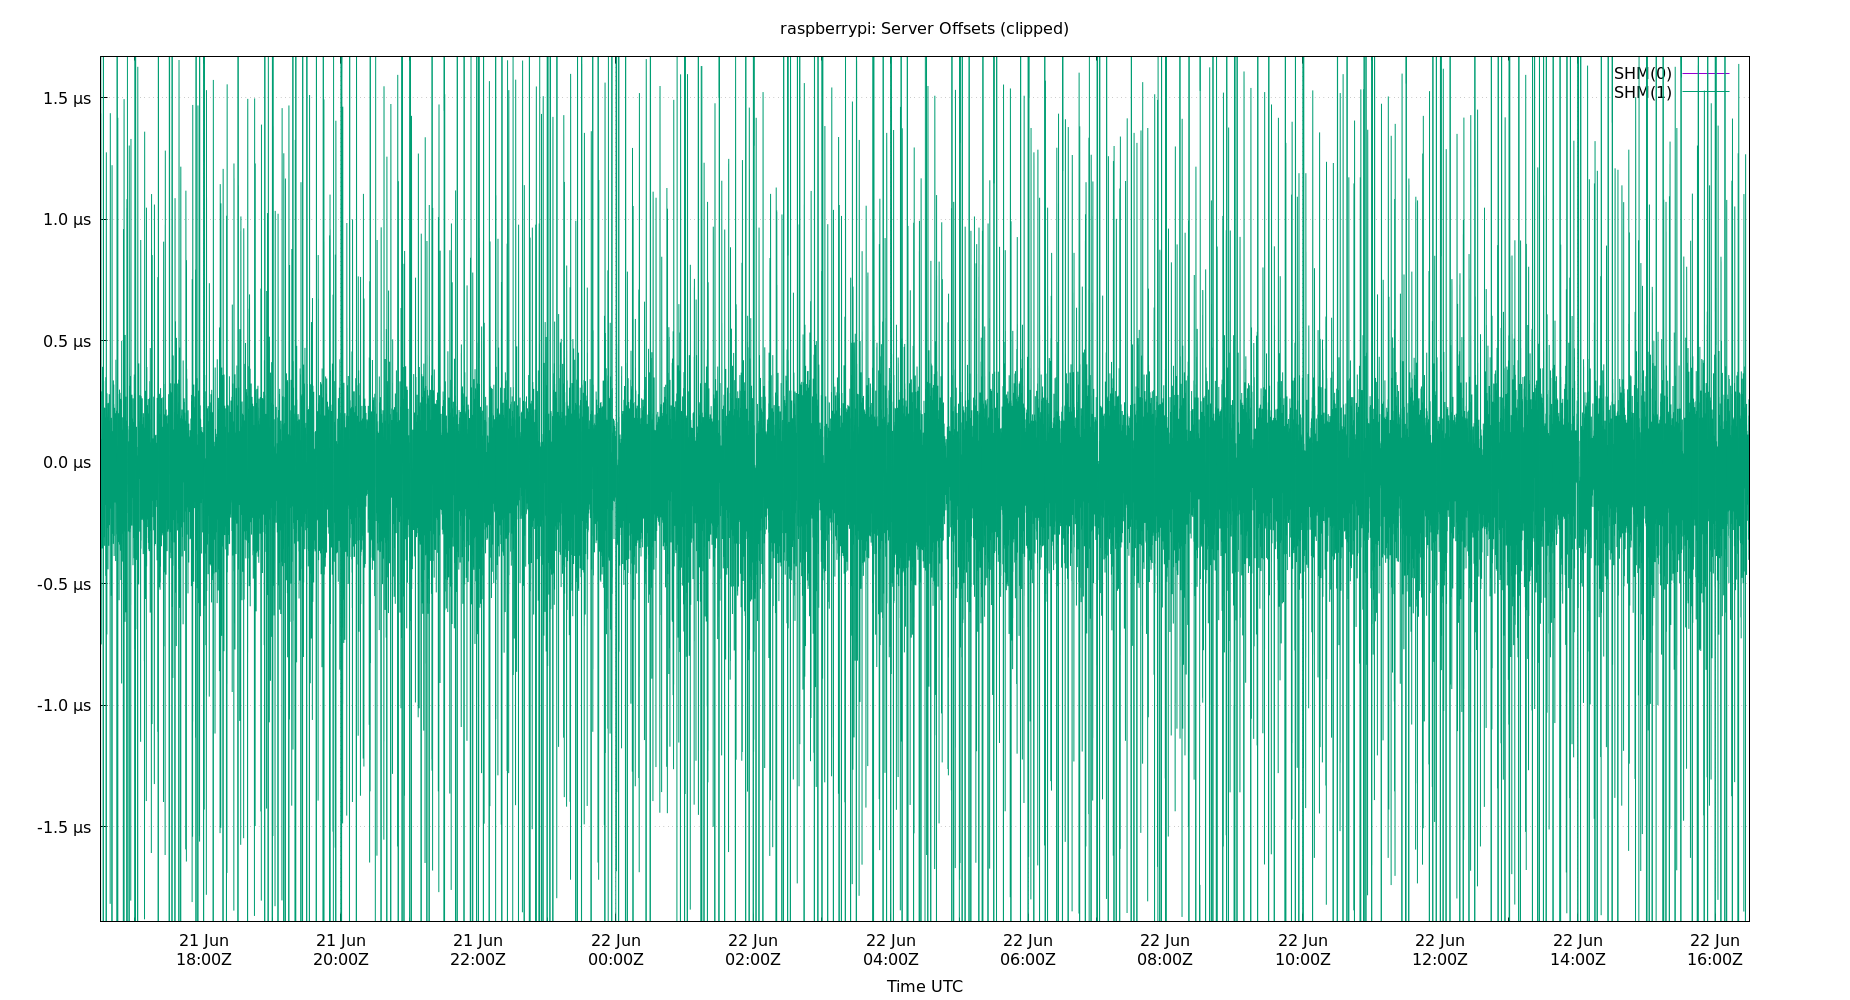 raspberrypi: Server Offsets (clipped)
SHM(0)
SHM(1)
1.5 µs
1.0 µs
0.5 µs
0.0 µs
-0.5 µs
-1.0 µs
-1.5 µs
21 Jun 21 Jun 21 Jun 22 Jun 22 Jun 22 Jun 22 Jun 22 Jun 22 Jun 22 Jun 22 Jun 22 Jun
18:00Z 20:00Z 22:00Z 00:00Z 02:00Z 04:00Z 06:00Z 08:00Z 10:00Z 12:00Z 14:00Z 16:00Z
Time UTC